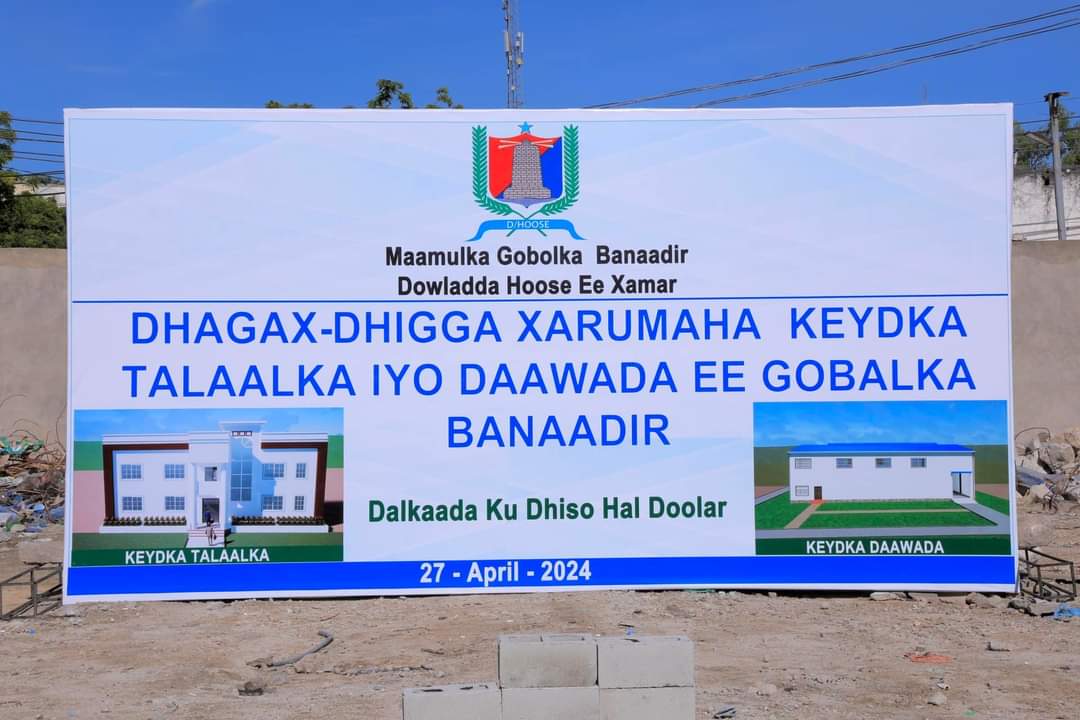 D/HOOSE
Maamulka Gobolka Banaadir
Dowladda Hoose Ee Xamar
DHAGAX-DHIGGA XARUMAHA KEYDKA
TALAALKA IYO DAAWADA EE GOBALKA
BANAADIR
Dalkaada Ku Dhiso Hal Doolar
KEYDKA TALAALKA
KEYDKA DAAWADA
27 - April - 2024